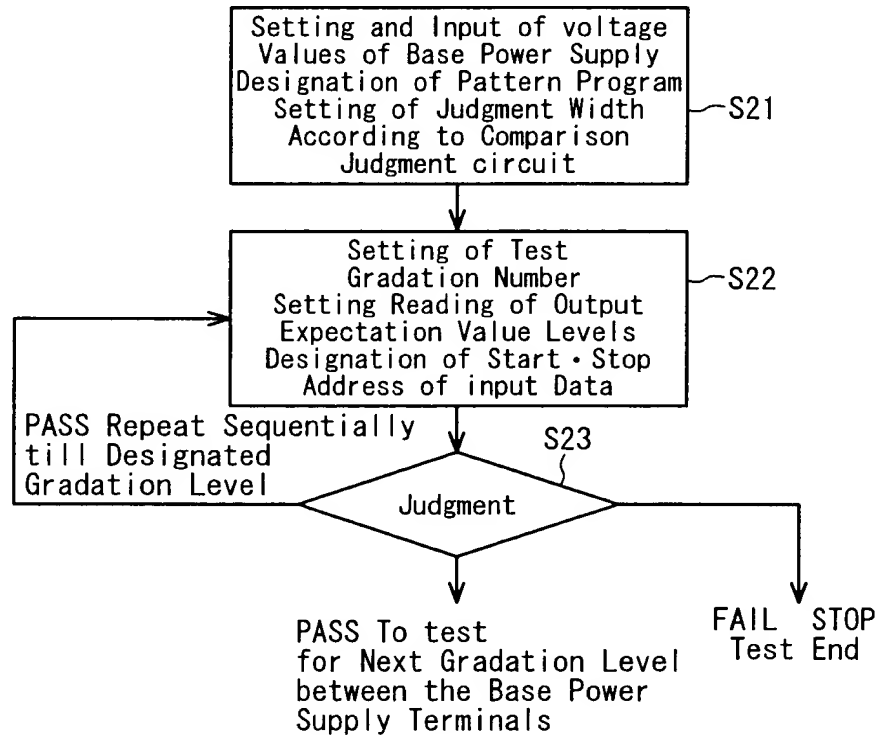 Setting and Input of voltage
Values of Base Power Supply
Designation of Pattern Program
Setting of Judgment Width
According to Comparison
Judgment circuit
S21
Setting of Test
Gradation Number
Setting Reading of Output
Expectation Value Levels
Designation of Start・Stop
Address of input Data
S22
PASS Repeat Sequentially
till Designated
Gradation Level
S23
Judgment
FAIL STOP
Test End
PASS To test
for Next Gradation Level
between the Base Power
Supply Terminals